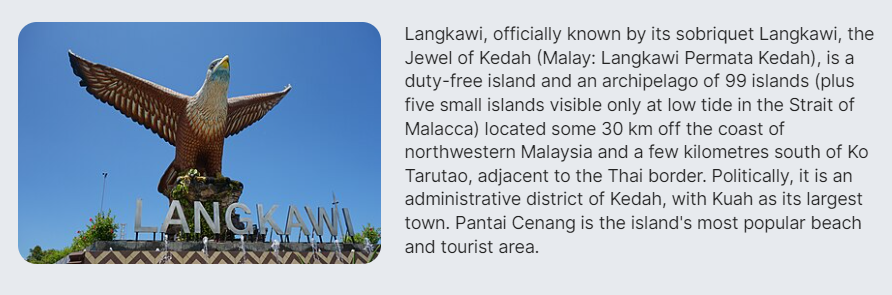 LANGKAWI
Langkawi, officially known by its sobriquet Langkawi, the
Jewel of Kedah (Malay: Langkawi Permata Kedah), is a
duty-free island and an archipelago of 99 islands (plus
five small islands visible only at low tide in the Strait of
Malacca) located some 30 km off the coast of
northwestern Malaysia and a few kilometres south of Ko
Tarutao, adjacent to the Thai border. Politically, it is an
administrative district of Kedah, with Kuah as its largest
town. Pantai Cenang is the island's most popular beach
and tourist area.